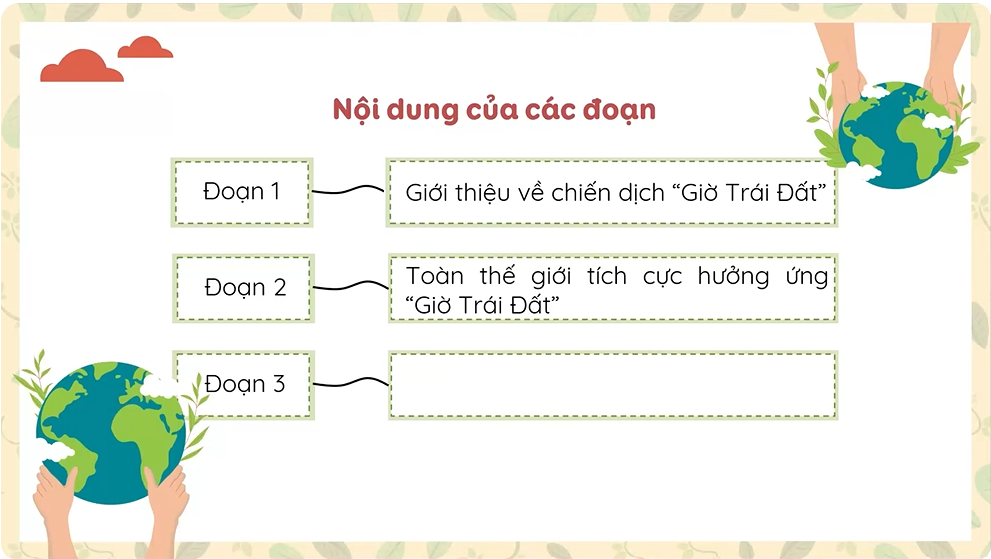 Nội dung của các đoạn
Đoạn 1
Giới thiệu về chiến dịch “Giờ Trái Đất”
Đoạn 2
Toàn thế giới tích cực hưởng ứng
“Giờ Trái Đất”
Đoạn 3